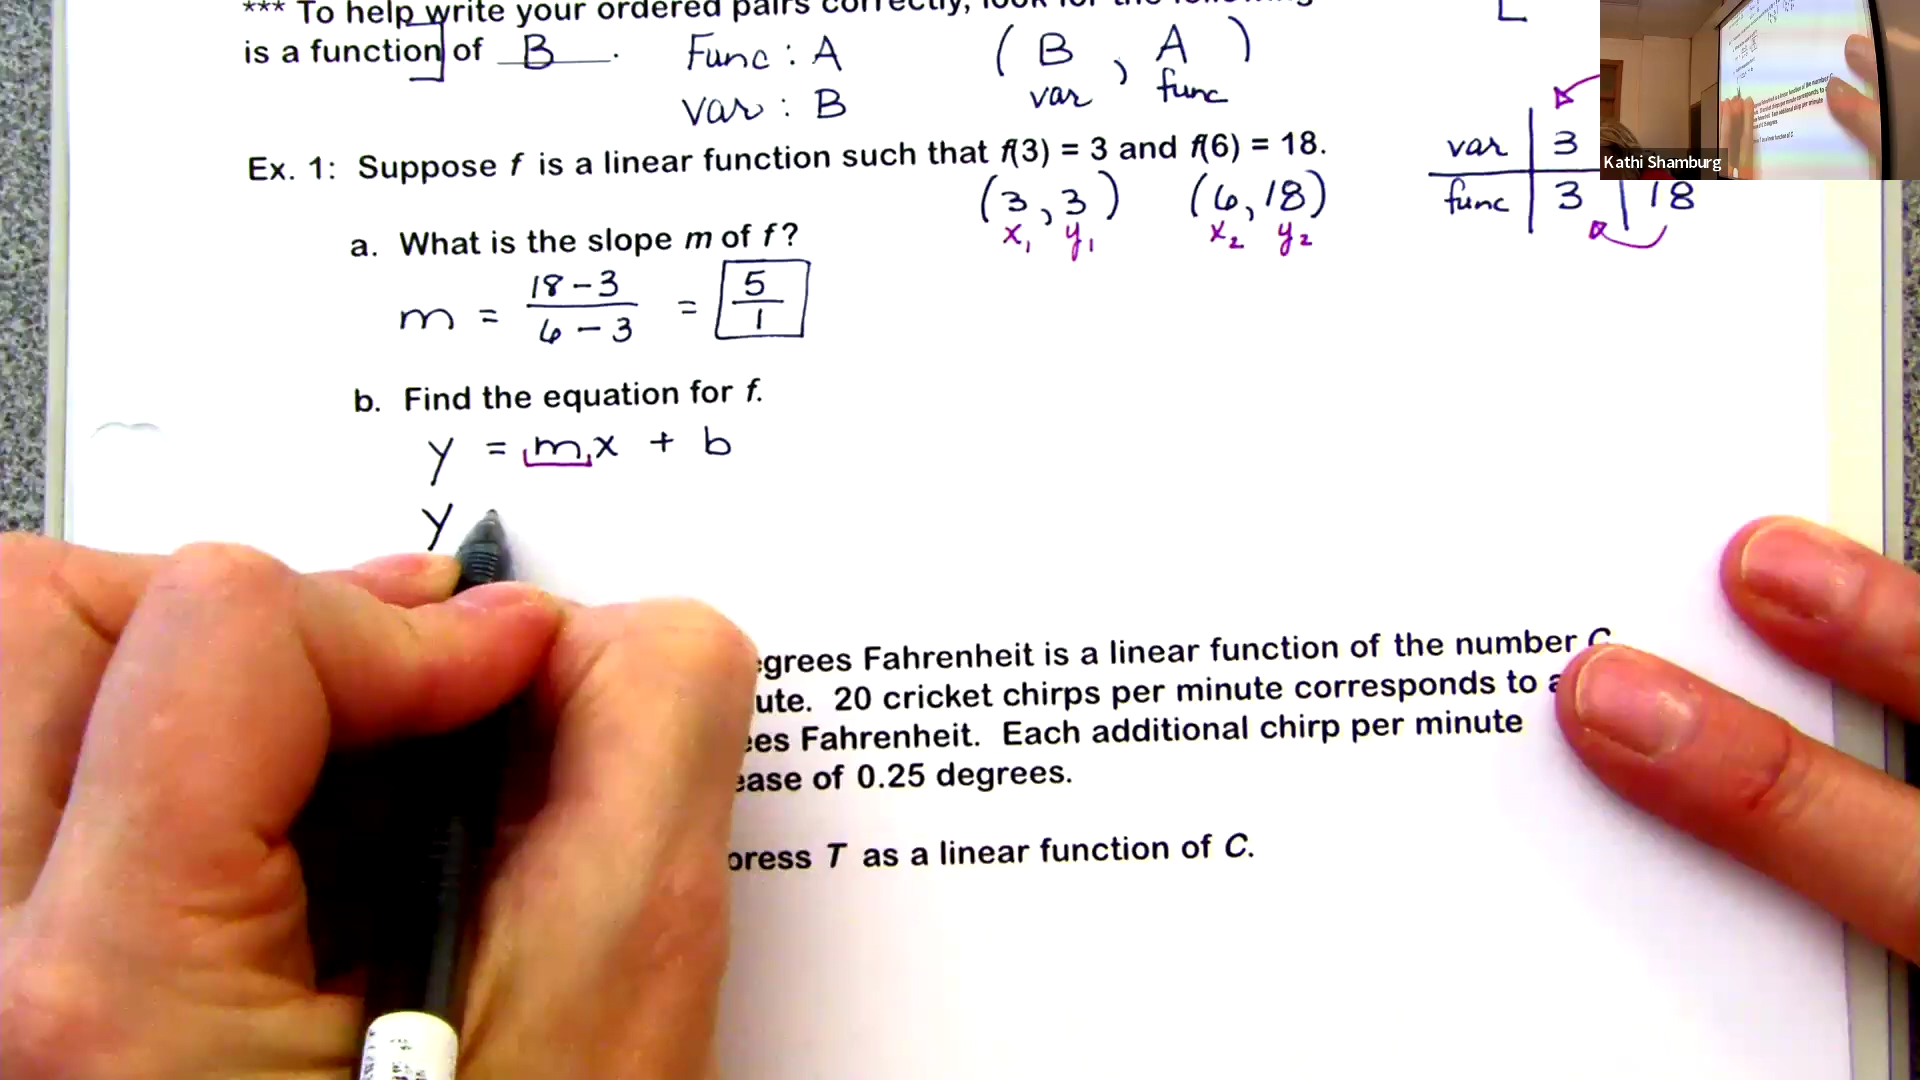 *** To help write your ordered pairs correctly, look for the following
is a function] of B . Func : A ( B , A )
var : B var func
Ex. 1: Suppose f is a linear function such that f(3) = 3 and f(6) = 18.
(3, 3) (6, 18)
x₁ y₁ x₂ y₂
var 3
func 3 18
Kathi Shamburg
a. What is the slope m of f?
m = 18 - 3 / 6 - 3 = 5 / 1
b. Find the equation for f.
y = mx + b
y
grees Fahrenheit is a linear function of the number C
ute. 20 cricket chirps per minute corresponds to a
es Fahrenheit. Each additional chirp per minute
ease of 0.25 degrees.
press T as a linear function of C.